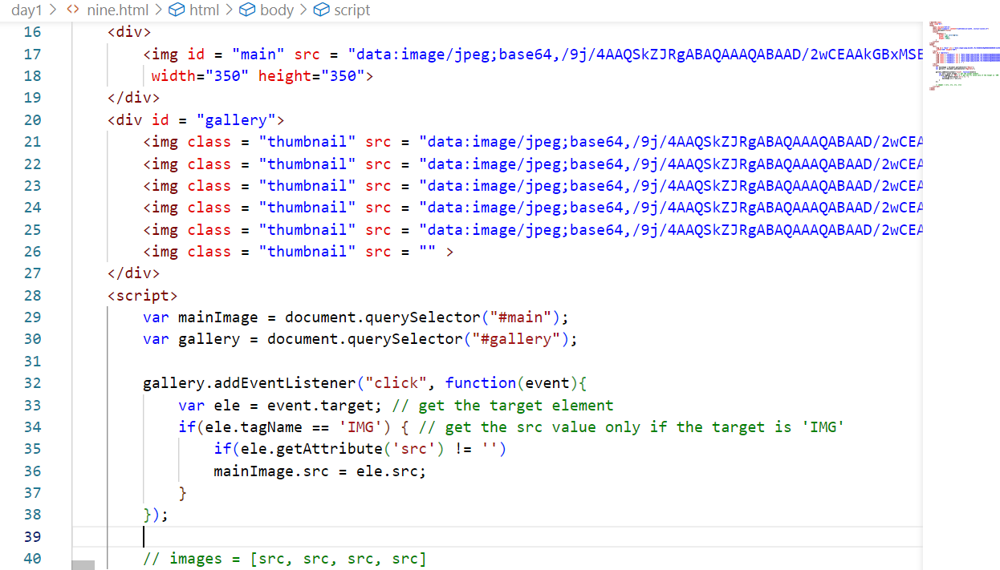 day1 > <> nine.html > html > body > script
16 <div>
17 <img id = "main" src = "data:image/jpeg;base64,/9j/4AAQSkZJRgABAQAAAQABAAD/2wCEAAkGBxMSE
18 width="350" height="350">
19 </div>
20 <div id = "gallery">
21 <img class = "thumbnail" src = "data:image/jpeg;base64,/9j/4AAQSkZJRgABAQAAAQABAAD/2wCEA
22 <img class = "thumbnail" src = "data:image/jpeg;base64,/9j/4AAQSkZJRgABAQAAAQABAAD/2wCEA
23 <img class = "thumbnail" src = "data:image/jpeg;base64,/9j/4AAQSkZJRgABAQAAAQABAAD/2wCEA
24 <img class = "thumbnail" src = "data:image/jpeg;base64,/9j/4AAQSkZJRgABAQAAAQABAAD/2wCEA
25 <img class = "thumbnail" src = "data:image/jpeg;base64,/9j/4AAQSkZJRgABAQAAAQABAAD/2wCEA
26 <img class = "thumbnail" src = "" >
27 </div>
28 <script>
29 var mainImage = document.querySelector("#main");
30 var gallery = document.querySelector("#gallery");
31
32 gallery.addEventListener("click", function(event){
33 var ele = event.target; // get the target element
34 if(ele.tagName == 'IMG') { // get the src value only if the target is 'IMG'
35 if(ele.getAttribute('src') != '')
36 mainImage.src = ele.src;
37 }
38 });
39
40 // images = [src, src, src, src]